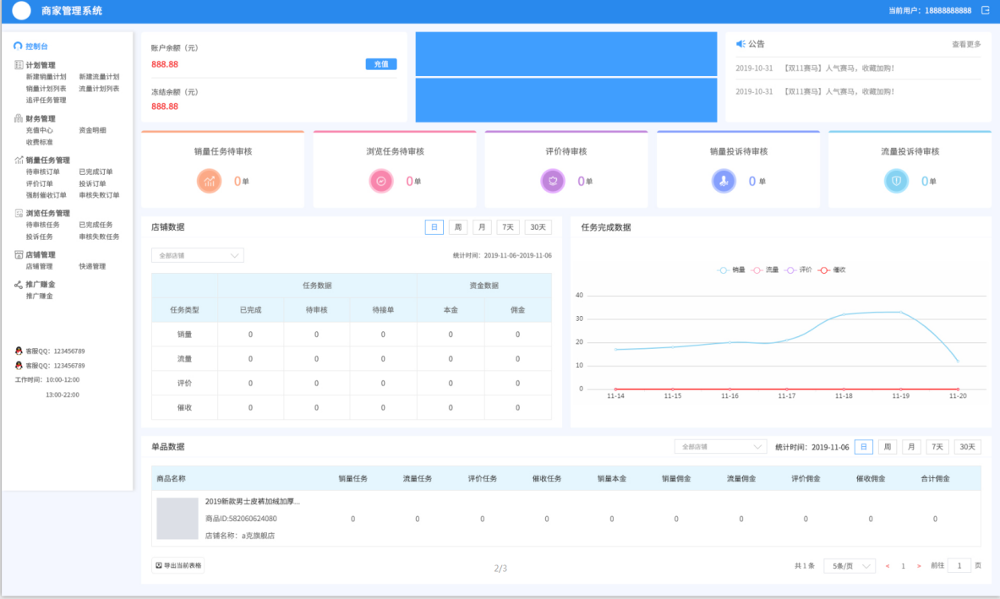 商家管理系统
当前用户：18888888888
控制台
计划管理
新建销量计划 新建流量计划
销量计划列表 流量计划列表
追评任务管理
财务管理
充值中心 资金明细
收费标准
销量任务管理
待审核订单 已完成订单
评价订单 投诉订单
强制催收订单 审核失败订单
浏览任务管理
待审核任务 已完成任务
投诉任务 审核失败任务
店铺管理
店铺管理 快递管理
推广赚金
推广赚金
客服QQ：123456789
客服QQ：123456789
工作时间：10:00-12:00
13:00-22:00
账户余额（元）
888.88
充值
冻结余额（元）
888.88
公告 查看更多
2019-10-31 【双11赛马】人气赛马，收藏加购！
2019-10-31 【双11赛马】人气赛马，收藏加购！
销量任务待审核
0单
浏览任务待审核
0单
评价待审核
0单
销量投诉待审核
0 单
流量投诉待审核
0单
店铺数据 日 周 月 7天 30天
全部店铺 统计时间：2019-11-06~2019-11-06
任务数据 资金数据
任务类型 已完成 待审核 待接单 本金 佣金
销量 0 0 0 0 0
流量 0 0 0 0 0
评价 0 0 0 0 0
催收 0 0 0 0 0
任务完成数据
销量 流量 评价 催收
40
30
20
10
0
11-14 11-15 11-16 11-17 11-18 11-19 11-20
单品数据 全部店铺 统计时间：2019-11-06 日 周 月 7天 30天
商品名称 销量任务 流量任务 评价任务 催收任务 销量本金 销量佣金 流量佣金 评价佣金 催收佣金 合计佣金
2019新款男士皮裤加绒加厚...
商品ID:582060624080 0 0 0 0 0 0 0 0 0 0
店铺名称：a克旗舰店
导出当前表格 2/3 共 1 条 5条/页 < 1 > 前往 1 页